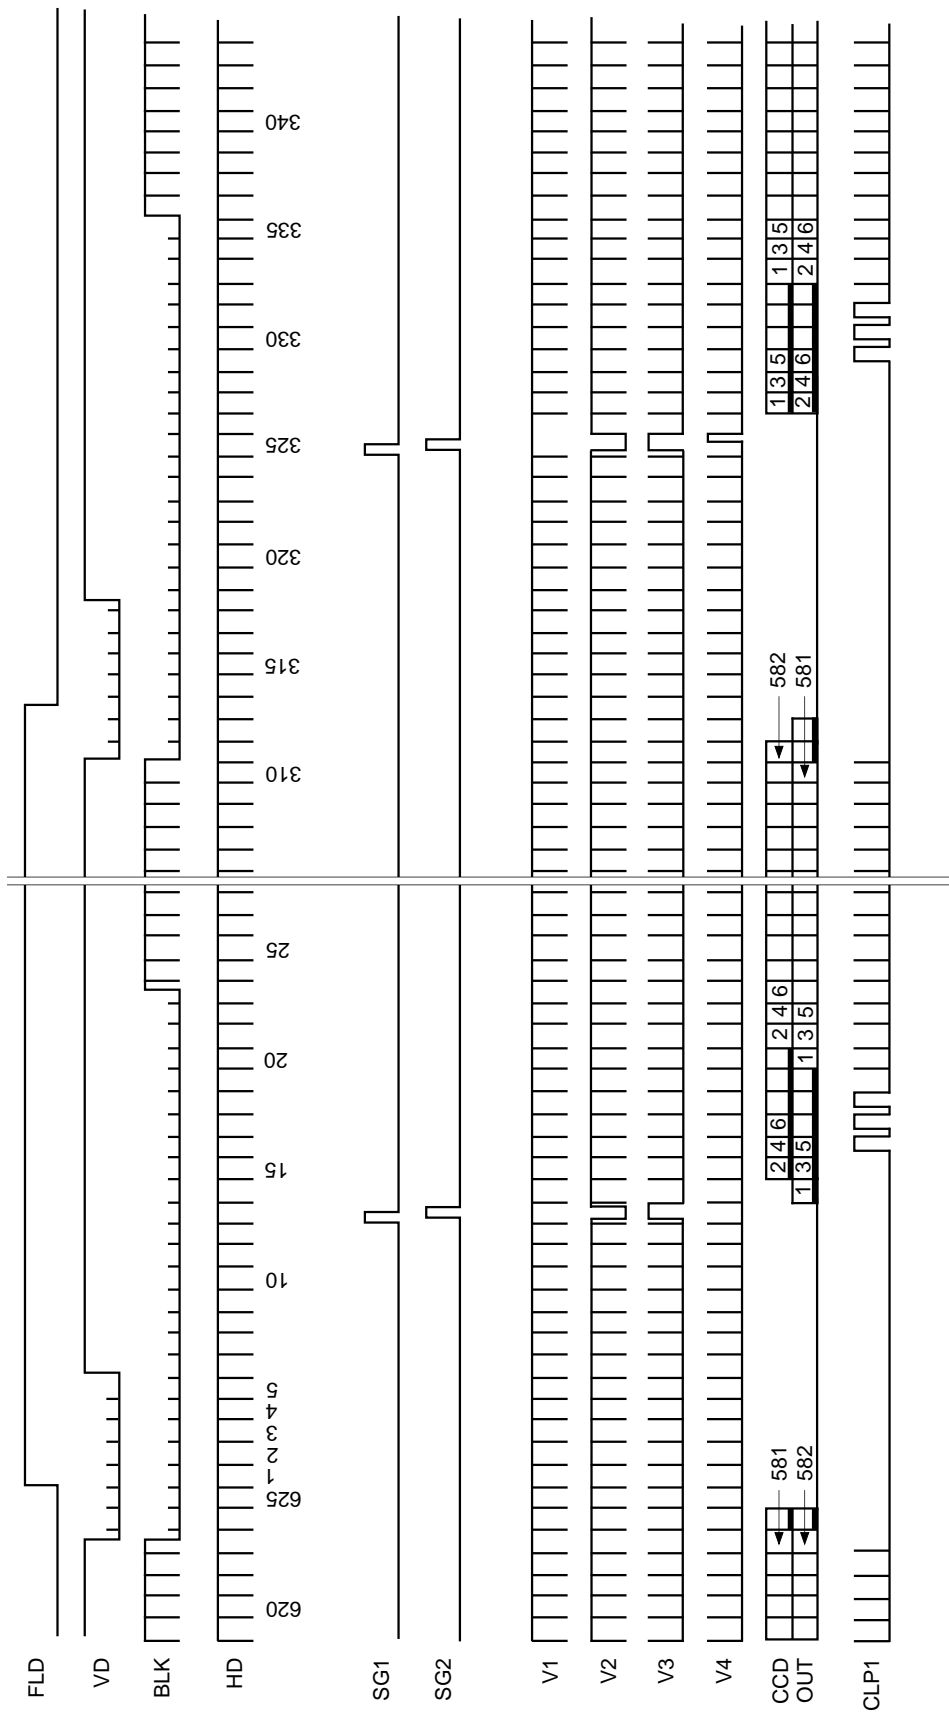 FLD
VD
BLK
HD
620 625 1 2 3 4 5 10 15 20 25 310 315 320 325 330 335 340
SG1
SG2
V1
V2
V3
V4
CCD 581 2 4 6 2 4 6 582 1 3 5 1 3 5
OUT 582 1 3 5 1 3 5 581 2 4 6 2 4 6
CLP1